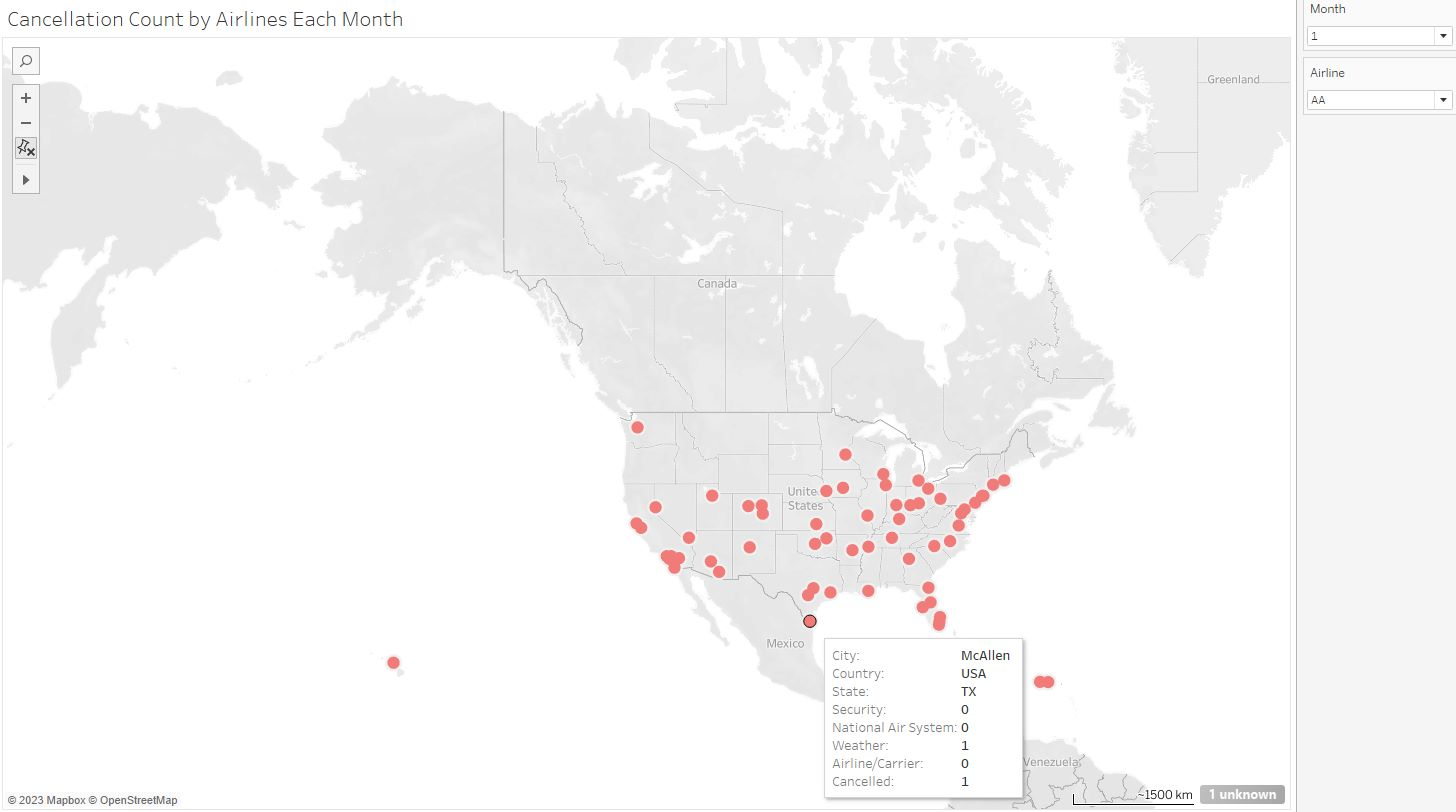 Cancellation Count by Airlines Each Month
Month
1
Airline
AA
Greenland
Canada
United
States
Mexico
City: McAllen
Country: USA
State: TX
Security: 0
National Air System: 0
Weather: 1
Airline/Carrier: 0
Cancelled: 1
Venezuela
© 2023 Mapbox © OpenStreetMap
~1500 km
1 unknown